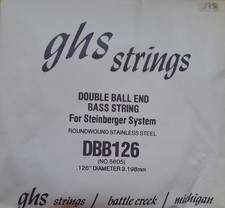 ghs strings
DOUBLE BALL END
BASS STRING
For Steinberger System
ROUNDWOUND STAINLESS STEEL
DBB126
(NO. 5605)
.126" DIAMETER 3.198mm
ghs strings / battle creek / michigan